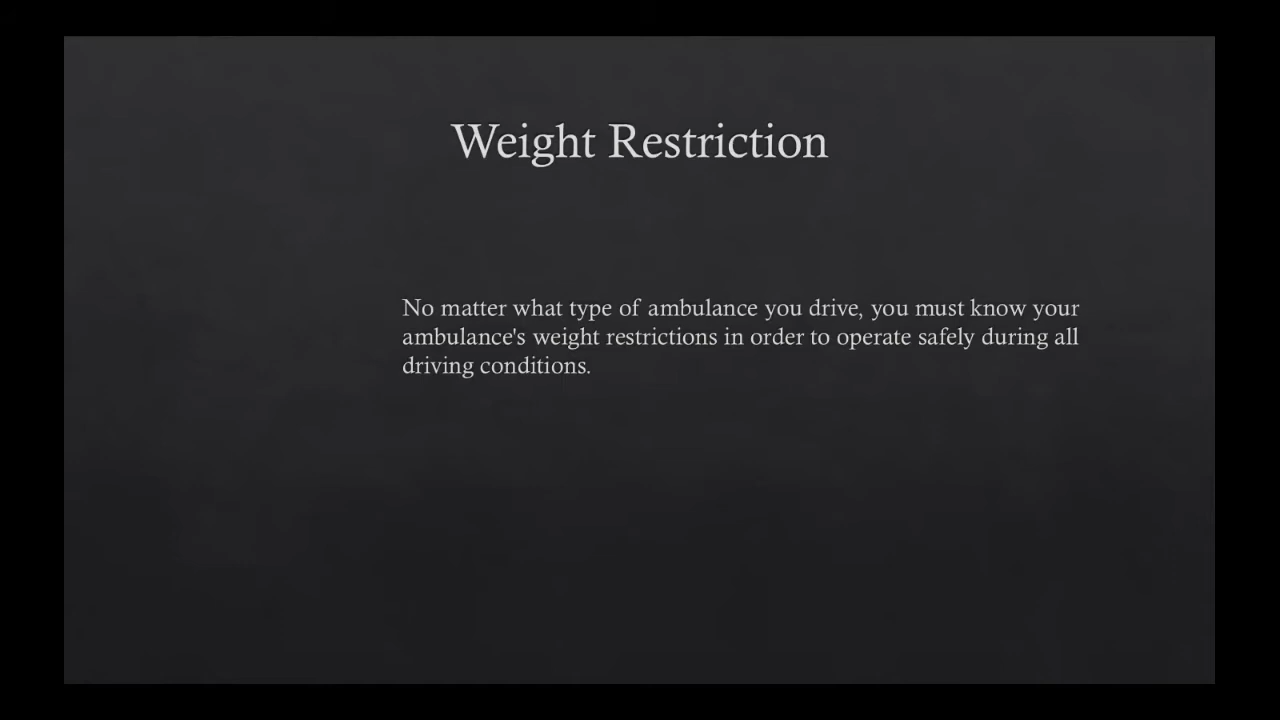 Weight Restriction
No matter what type of ambulance you drive, you must know your
ambulance's weight restrictions in order to operate safely during all
driving conditions.